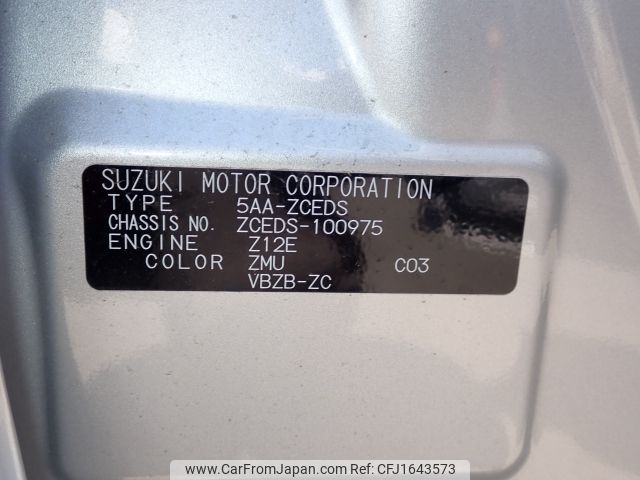 SUZUKI MOTOR CORPORATION
TYPE 5AA-ZCEDS
CHASSIS NO. ZCEDS-100975
ENGINE Z12E
COLOR ZMU C03
VBZB-ZC
www.CarFromJapan.com Ref.No:CFJ1643573